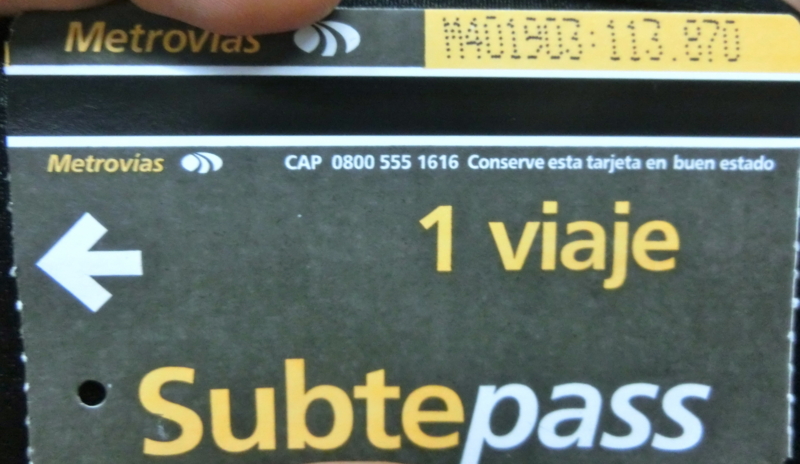 Metrovias
MA01903:113.870
Metrovias CAP 0800 555 1616 Conserve esta tarjeta en buen estado
1 viaje
Subtepass